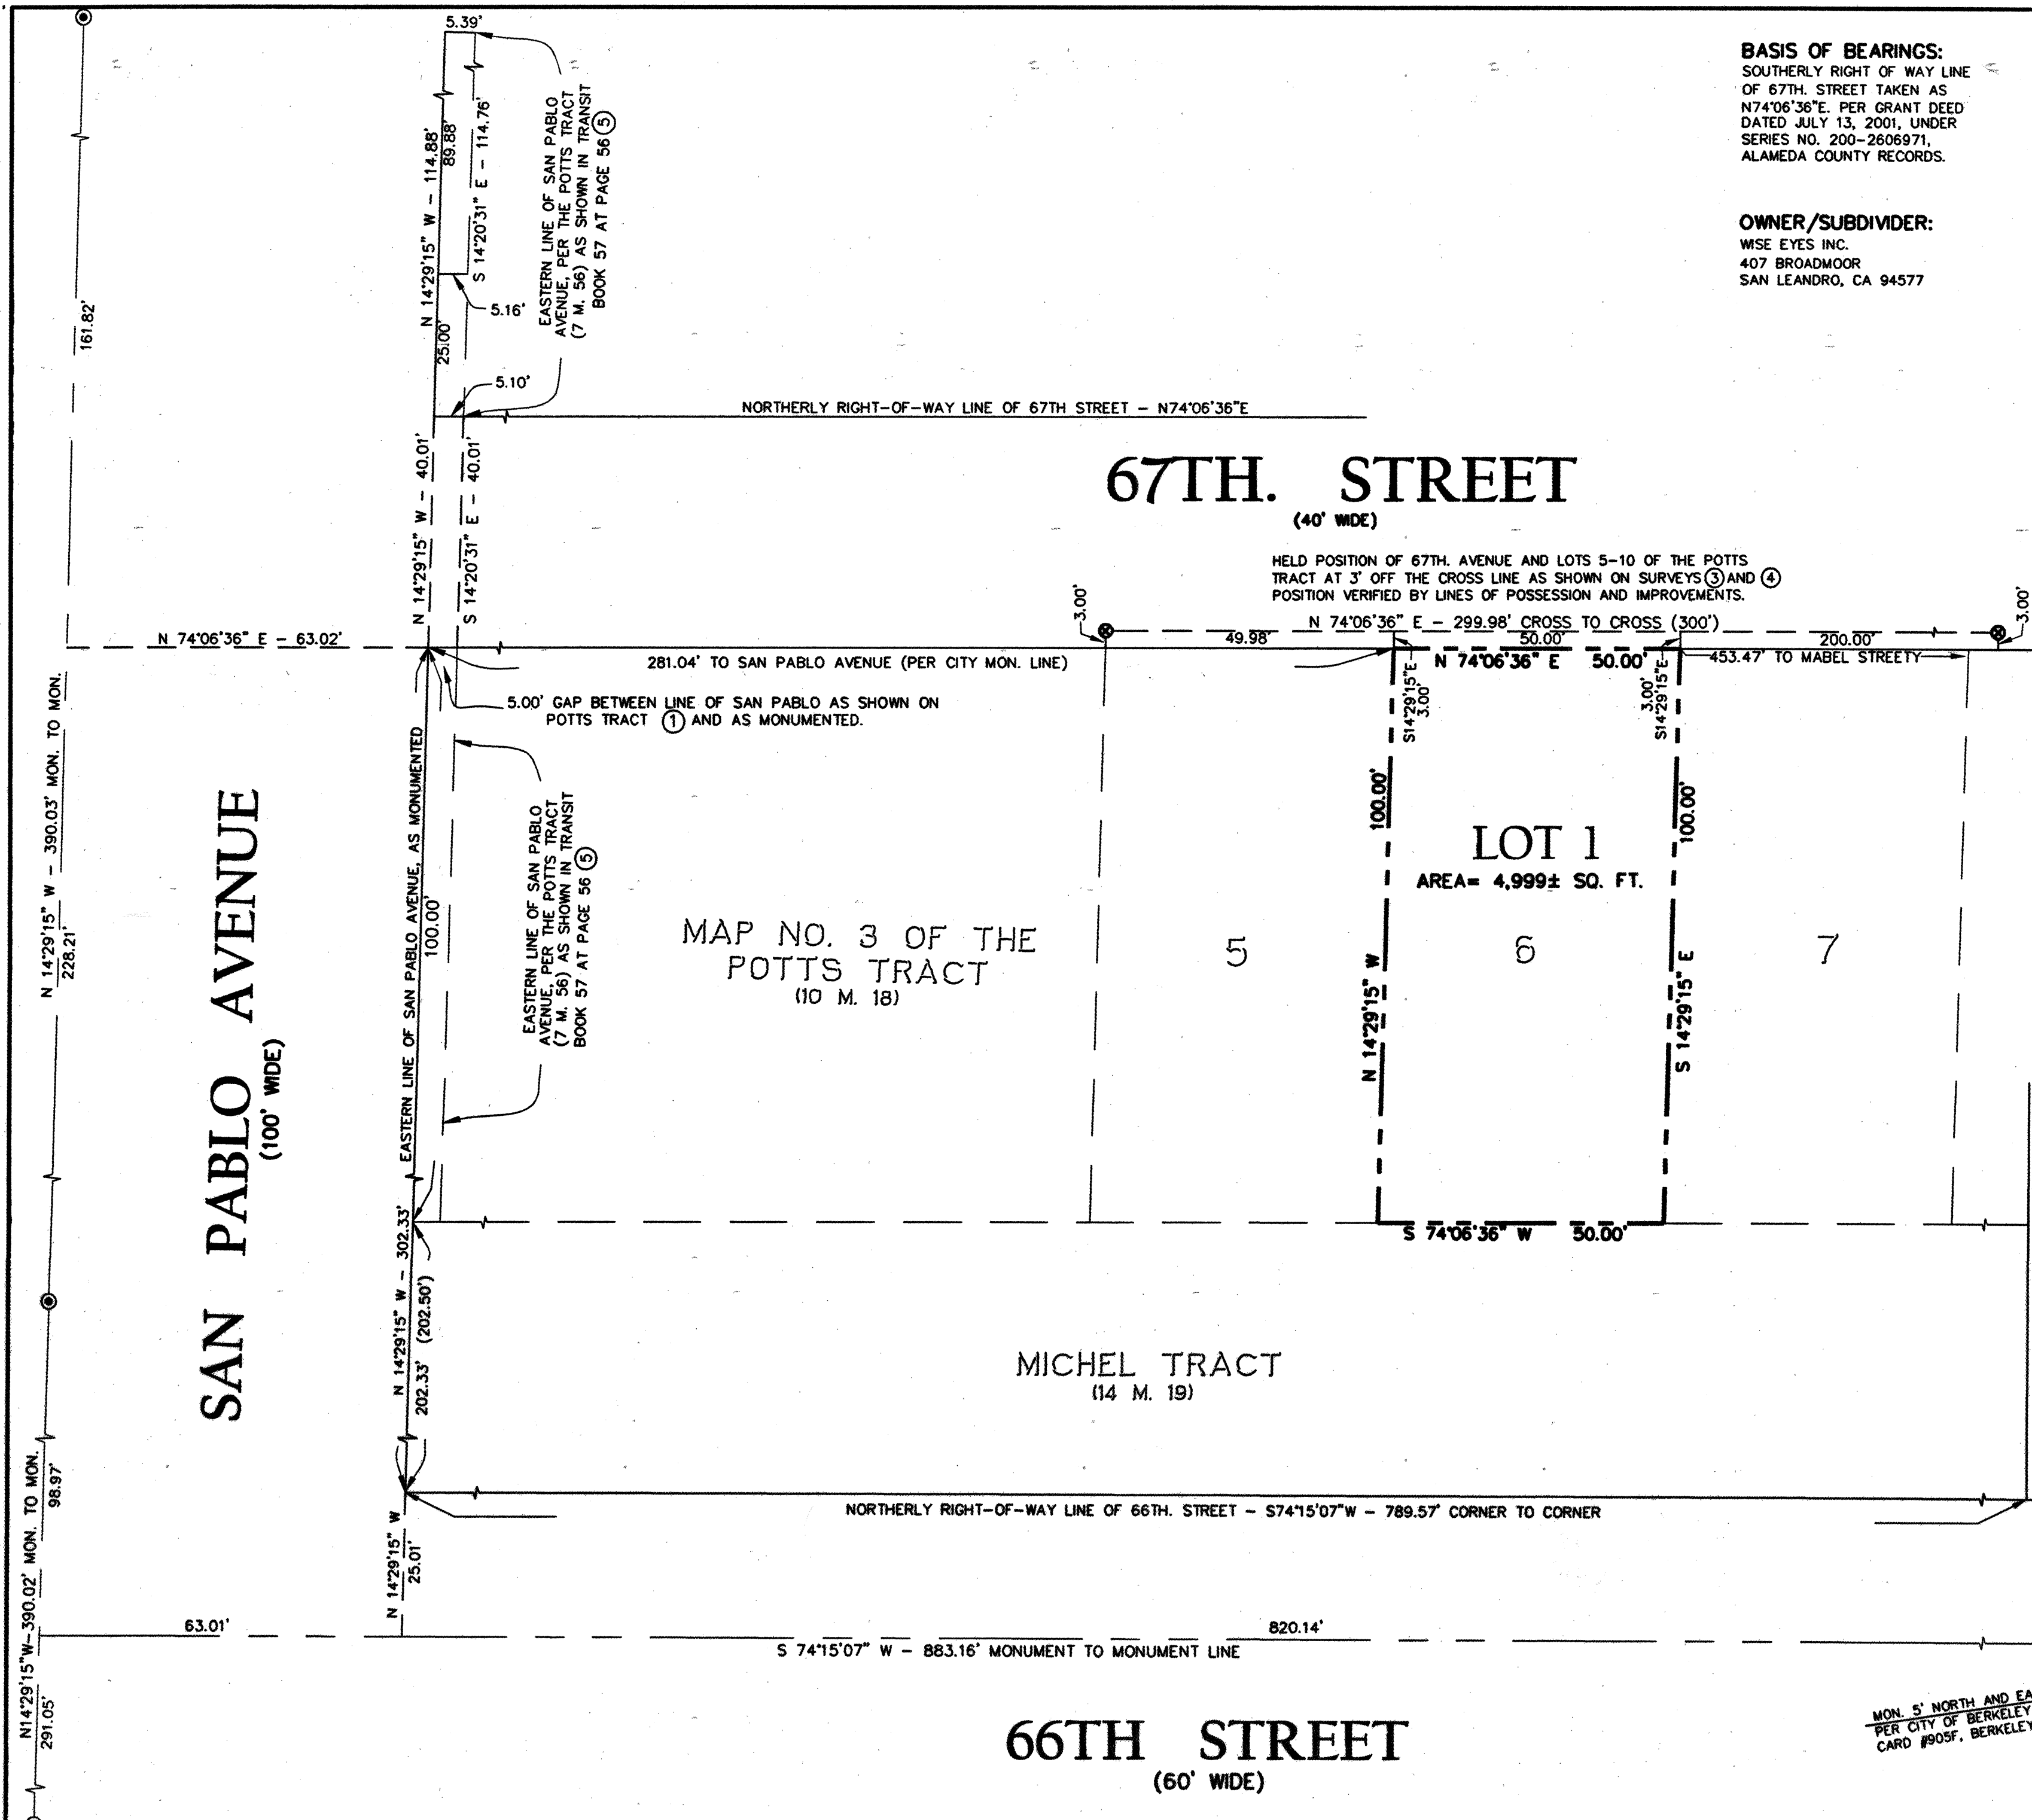 5.39'
BASIS OF BEARINGS:
SOUTHERLY RIGHT OF WAY LINE
OF 67TH. STREET TAKEN AS
N74°06'36"E. PER GRANT DEED
DATED JULY 13, 2001, UNDER
SERIES NO. 200-2606971,
ALAMEDA COUNTY RECORDS.
OWNER/SUBDIVIDER:
WISE EYES INC.
407 BROADMOOR
SAN LEANDRO, CA 94577
161.82'
N 14°29'15" W - 114.88'
89.88'
S 14°20'31" E - 114.76'
EASTERN LINE OF SAN PABLO
AVENUE, PER THE POTTS TRACT
(7 M. 56) AS SHOWN IN TRANSIT
BOOK 57 AT PAGE 56 5
5.16'
25.00'
5.10'
NORTHERLY RIGHT-OF-WAY LINE OF 67TH STREET - N74°06'36"E
N 14°29'15" W - 40.01'
S 14°20'31" E - 40.01'
67TH. STREET
(40' WIDE)
HELD POSITION OF 67TH. AVENUE AND LOTS 5-10 OF THE POTTS
TRACT AT 3' OFF THE CROSS LINE AS SHOWN ON SURVEYS 3 AND 4
POSITION VERIFIED BY LINES OF POSSESSION AND IMPROVEMENTS.
3.00'
N 74°06'36" E - 299.98' CROSS TO CROSS (300')
3.00'
49.98'
50.00'
200.00'
N 74°06'36" E - 63.02'
281.04' TO SAN PABLO AVENUE (PER CITY MON. LINE)
N 74°06'36" E 50.00'
453.47' TO MABEL STREETY
S14°29'15"E
3.00'
3.00'
S14°29'15"E
5.00' GAP BETWEEN LINE OF SAN PABLO AS SHOWN ON
POTTS TRACT 1 AND AS MONUMENTED.
N 14°29'15" W - 390.03' MON. TO MON.
228.21'
SAN PABLO AVENUE
(100' WIDE)
EASTERN LINE OF SAN PABLO AVENUE, AS MONUMENTED
100.00'
EASTERN LINE OF SAN PABLO
AVENUE, PER THE POTTS TRACT
(7 M. 56) AS SHOWN IN TRANSIT
BOOK 57 AT PAGE 56 5
MAP NO. 3 OF THE
POTTS TRACT
(10 M. 18)
5
100.00'
N 14°29'15" W
LOT 1
AREA= 4,999± SQ. FT.
6
100.00'
S 14°29'15" E
7
S 74°06'36" W 50.00'
N 14°29'15" W - 302.33'
202.33' (202.50')
MICHEL TRACT
(14 M. 19)
NORTHERLY RIGHT-OF-WAY LINE OF 66TH. STREET - S74°15'07"W - 789.57' CORNER TO CORNER
N 14°29'15" W
25.01'
N14°29'15"W-390.02' MON. TO MON.
98.97'
291.05'
63.01'
820.14'
S 74°15'07" W - 883.16' MONUMENT TO MONUMENT LINE
66TH STREET
(60' WIDE)
MON. 5' NORTH AND EA
PER CITY OF BERKELEY
CARD #905F, BERKELEY